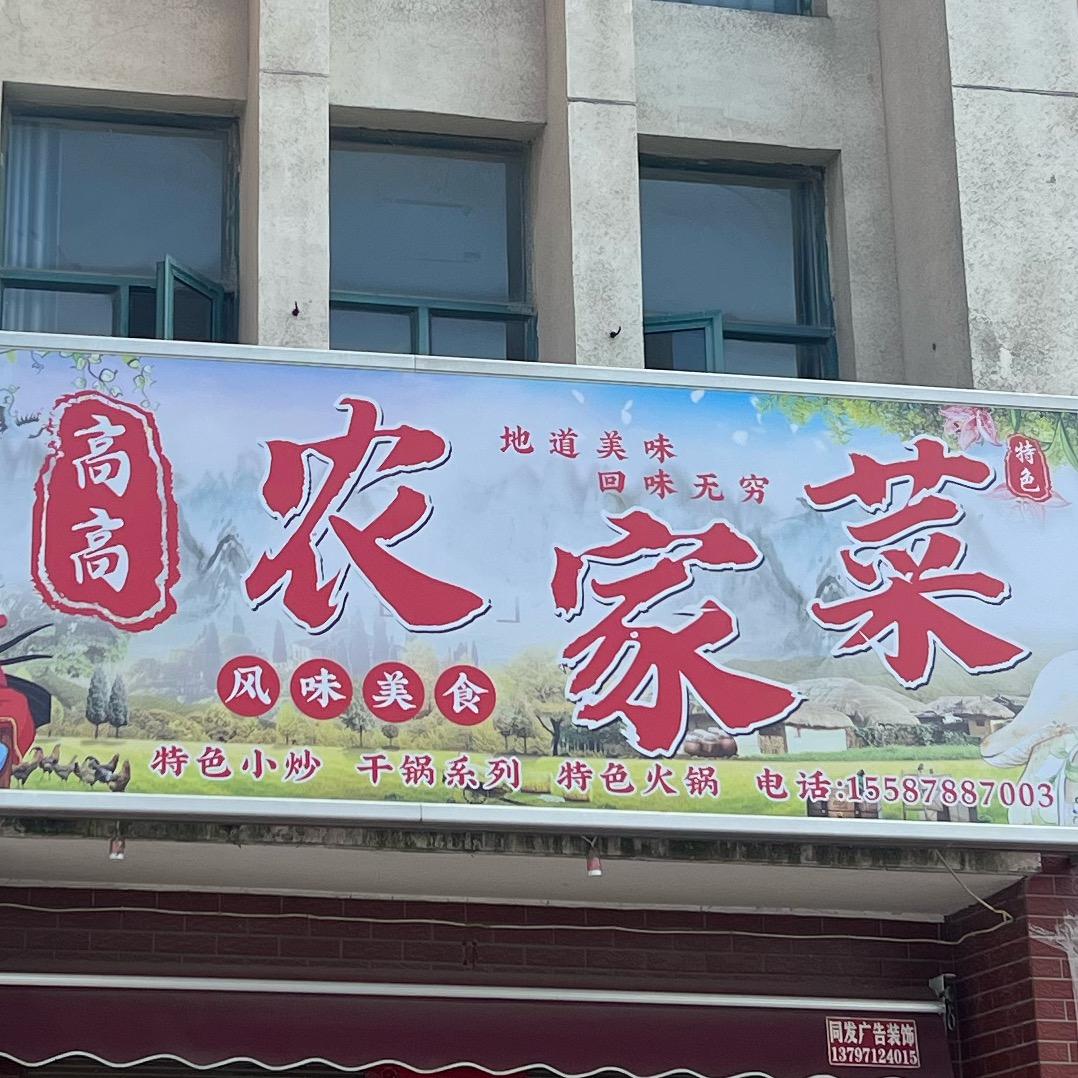 高高
农家菜
地道美味
回味无穷
特色
风味美食
特色小炒 干锅系列 特色火锅 电话:15587887003
同发广告装饰
13797124015